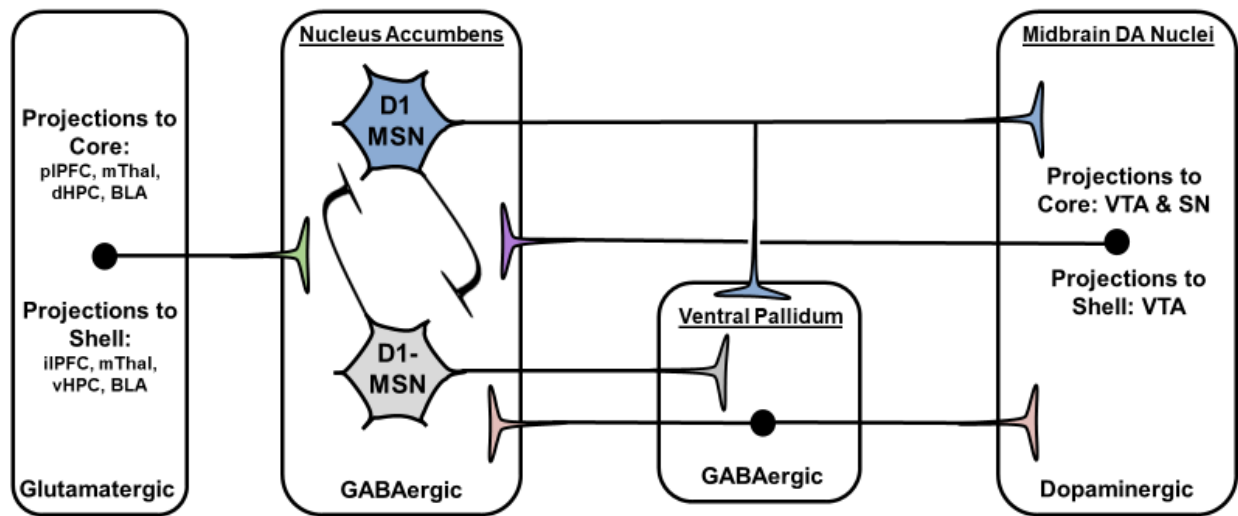 Projections to
Core:
plPFC, mThal,
dHPC, BLA
Projections to
Shell:
ilPFC, mThal,
vHPC, BLA
Glutamatergic
Nucleus Accumbens
D1
MSN
D1-
MSN
GABAergic
Ventral Pallidum
GABAergic
Midbrain DA Nuclei
Projections to
Core: VTA & SN
Projections to
Shell: VTA
Dopaminergic